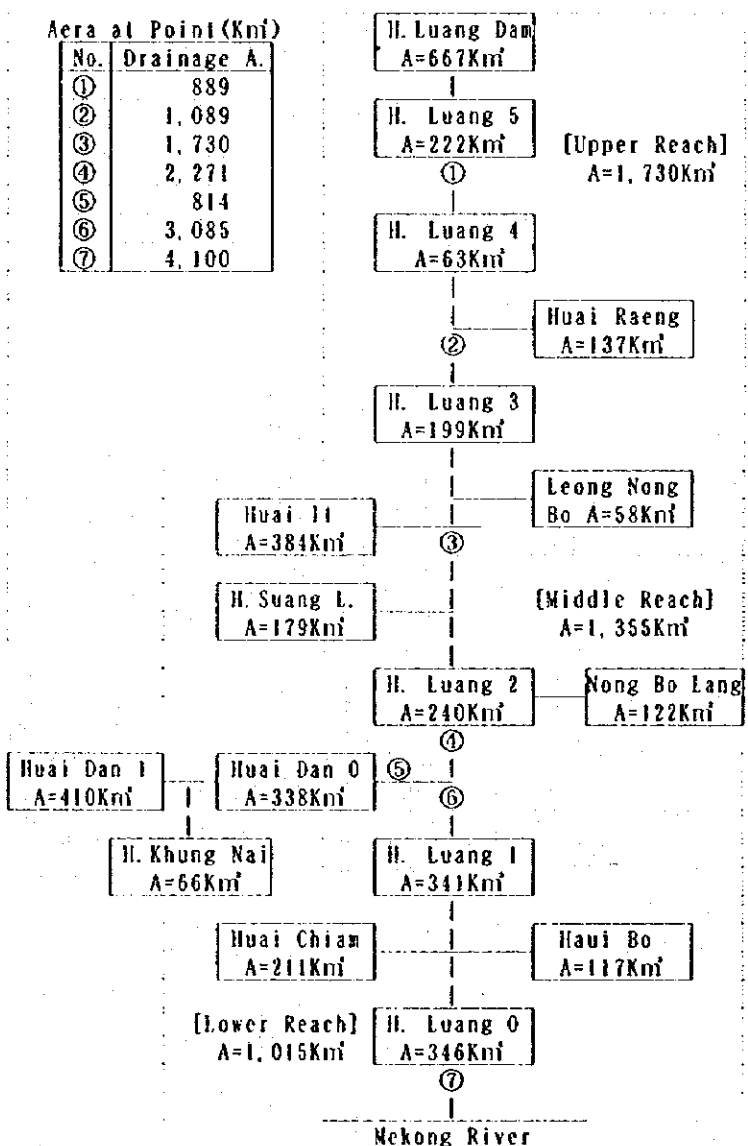 Aera at Point(Km²)
No. Drainage A.
① 889
② 1,089
③ 1,730
④ 2,271
⑤ 814
⑥ 3,085
⑦ 4,100
H. Luang Dam
A=667Km²
H. Luang 5
A=222Km²
[Upper Reach]
A=1,730Km²
①
H. Luang 4
A=63Km²
Huai Raeng
A=137Km²
②
H. Luang 3
A=199Km²
Leong Nong
Bo A=58Km²
Huai It
A=384Km²
③
H. Suang L.
A=179Km²
[Middle Reach]
A=1,355Km²
H. Luang 2
A=240Km²
Nong Bo Lang
A=122Km²
④
Huai Dan 1
A=410Km²
Huai Dan 0
A=338Km²
⑤
⑥
H. Khung Nai
A=66Km²
H. Luang 1
A=341Km²
Huai Chiam
A=211Km²
Haui Bo
A=117Km²
[Lower Reach]
A=1,015Km²
H. Luang 0
A=346Km²
⑦
Mekong River